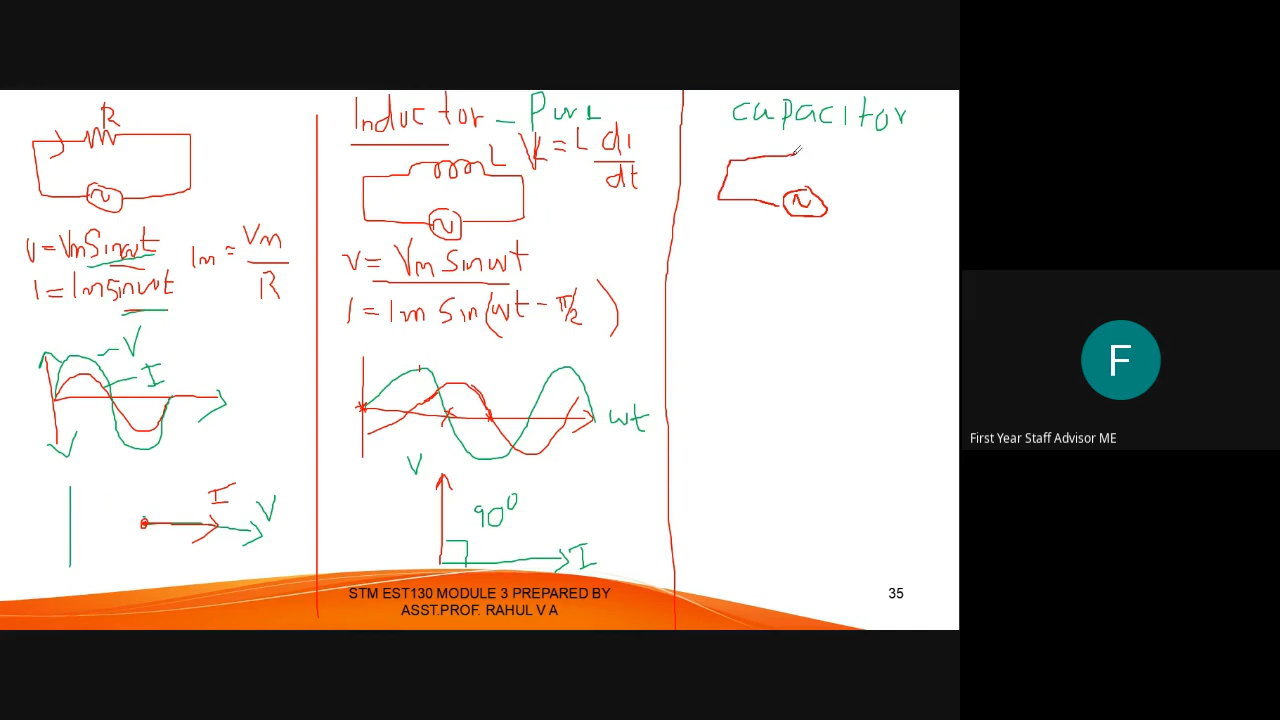 R
V = Vm Sinωt
I = Im sinωt
Im = Vm / R
V
I
I
V
Inductor - Pure
VL = L di/dt
L
V = Vm sinωt
I = Im Sin(ωt - π/2)
ωt
V
90°
I
capacitor
STM EST130 MODULE 3 PREPARED BY
ASST.PROF. RAHUL V A
35
F
First Year Staff Advisor ME